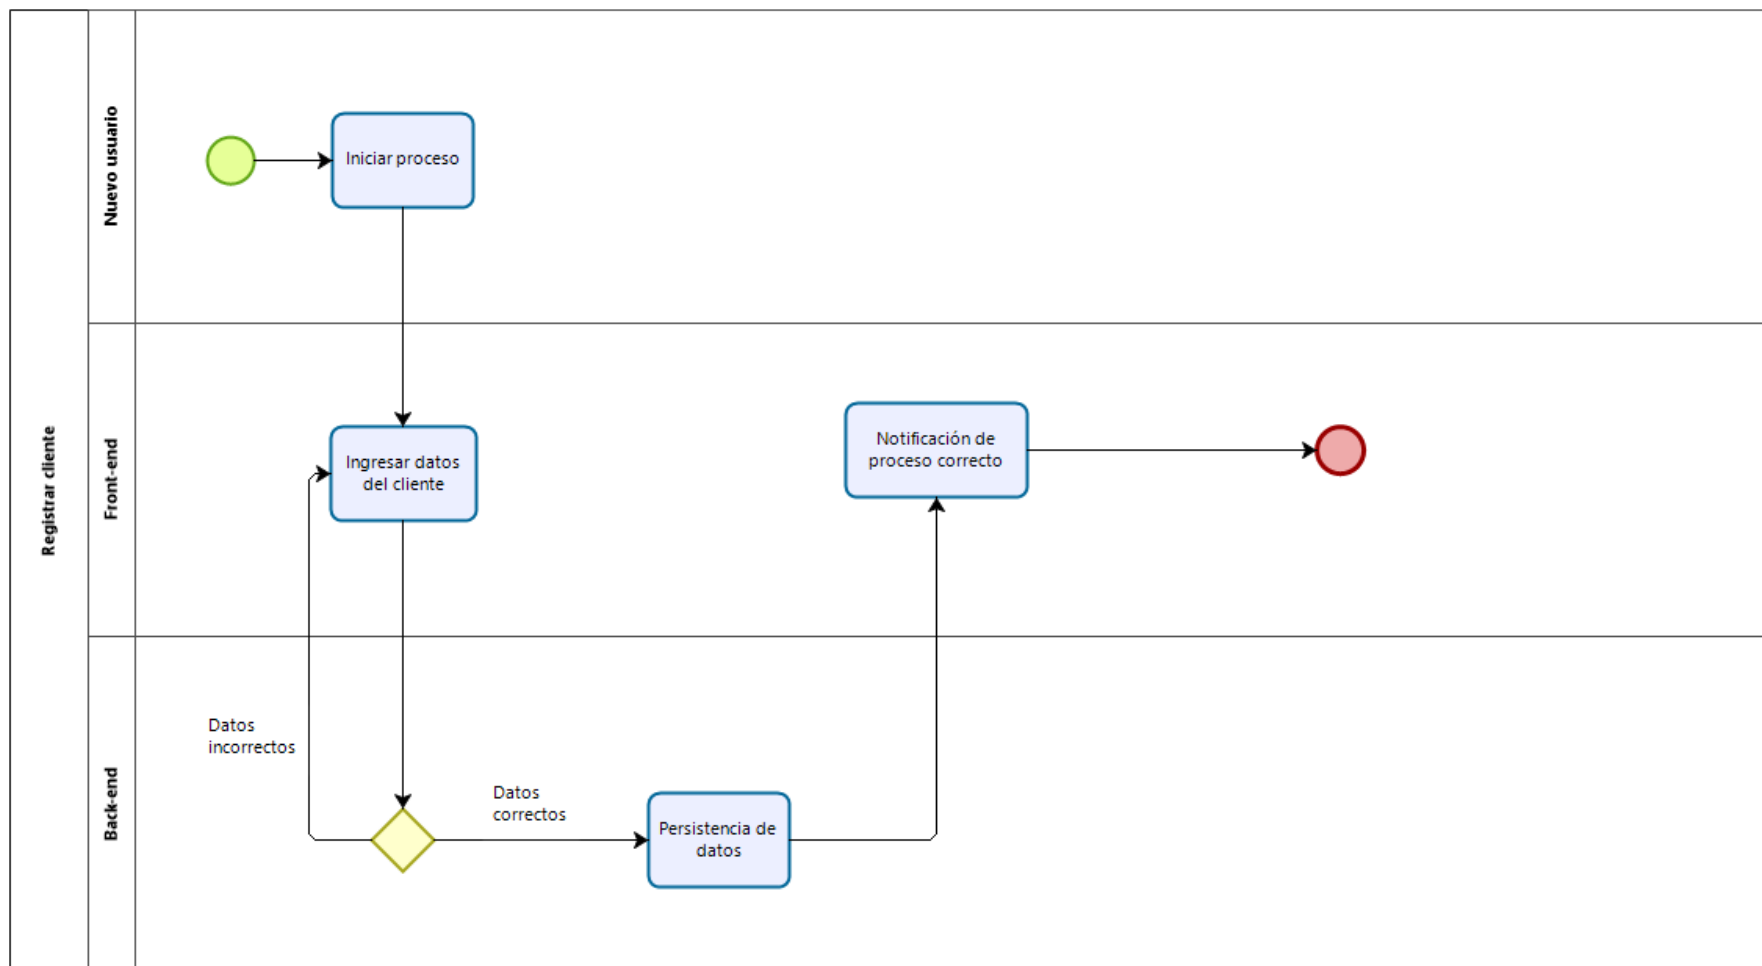 Registrar cliente
Nuevo usuario
Iniciar proceso
Front-end
Ingresar datos
del cliente
Notificación de
proceso correcto
Back-end
Datos
incorrectos
Datos
correctos
Persistencia de
datos